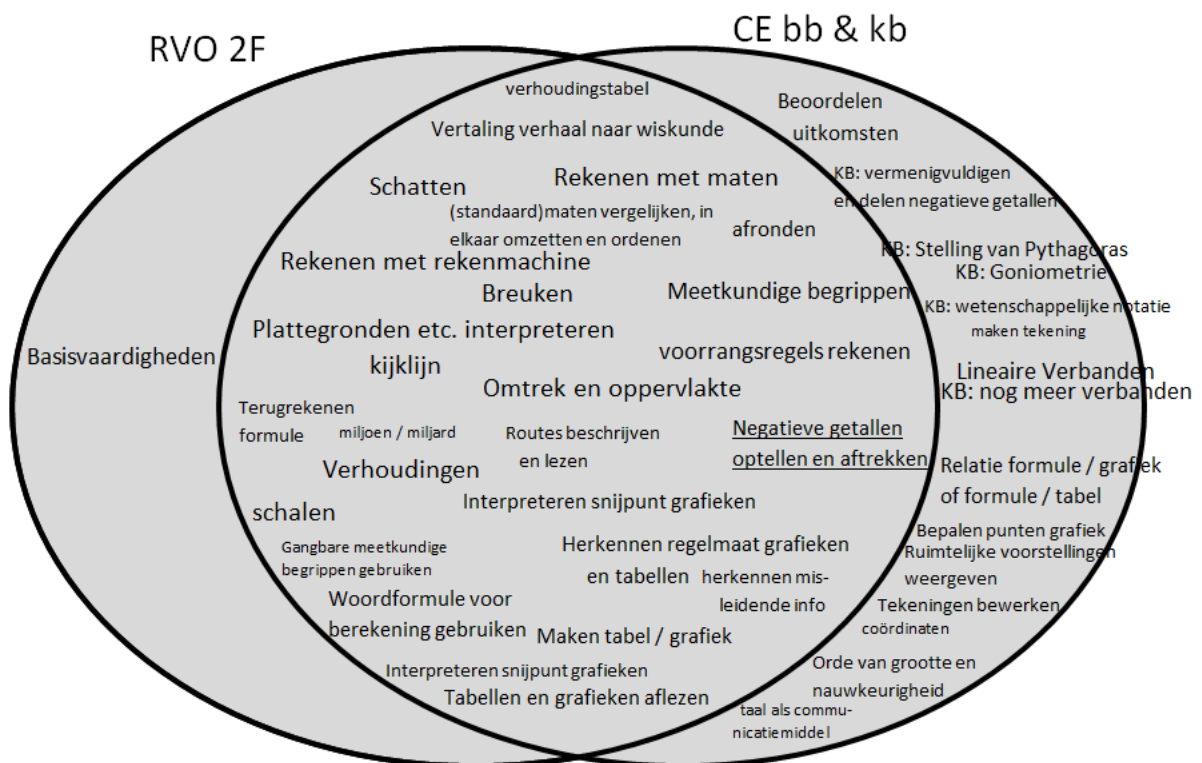 RVO 2F
CE bb & kb
verhoudingstabel
Vertaling verhaal naar wiskunde
Schatten
Rekenen met maten
(standaard)maten vergelijken, in
elkaar omzetten en ordenen
afronden
Rekenen met rekenmachine
Breuken
Meetkundige begrippen
Plattegronden etc. interpreteren
kijklijn
voorrangsregels rekenen
Omtrek en oppervlakte
Basisvaardigheden
Terugrekenen
formule
miljoen / miljard
Routes beschrijven
en lezen
Negatieve getallen
optellen en aftrekken
Verhoudingen
Interpreteren snijpunt grafieken
schalen
Gangbare meetkundige
begrippen gebruiken
Herkennen regelmaat grafieken
en tabellen
herkennen mis-
leidende info
Woordformule voor
berekening gebruiken
Maken tabel / grafiek
Interpreteren snijpunt grafieken
Tabellen en grafieken aflezen
Beoordelen
uitkomsten
KB: vermenigvuldigen
en delen negatieve getallen
KB: Stelling van Pythagoras
KB: Goniometrie
KB: wetenschappelijke notatie
maken tekening
Lineaire Verbanden
KB: nog meer verbanden
Relatie formule / grafiek
of formule / tabel
Bepalen punten grafiek
Ruimtelijke voorstellingen
weergeven
Tekeningen bewerken
coördinaten
Orde van grootte en
nauwkeurigheid
taal als commu-
nicatiemiddel